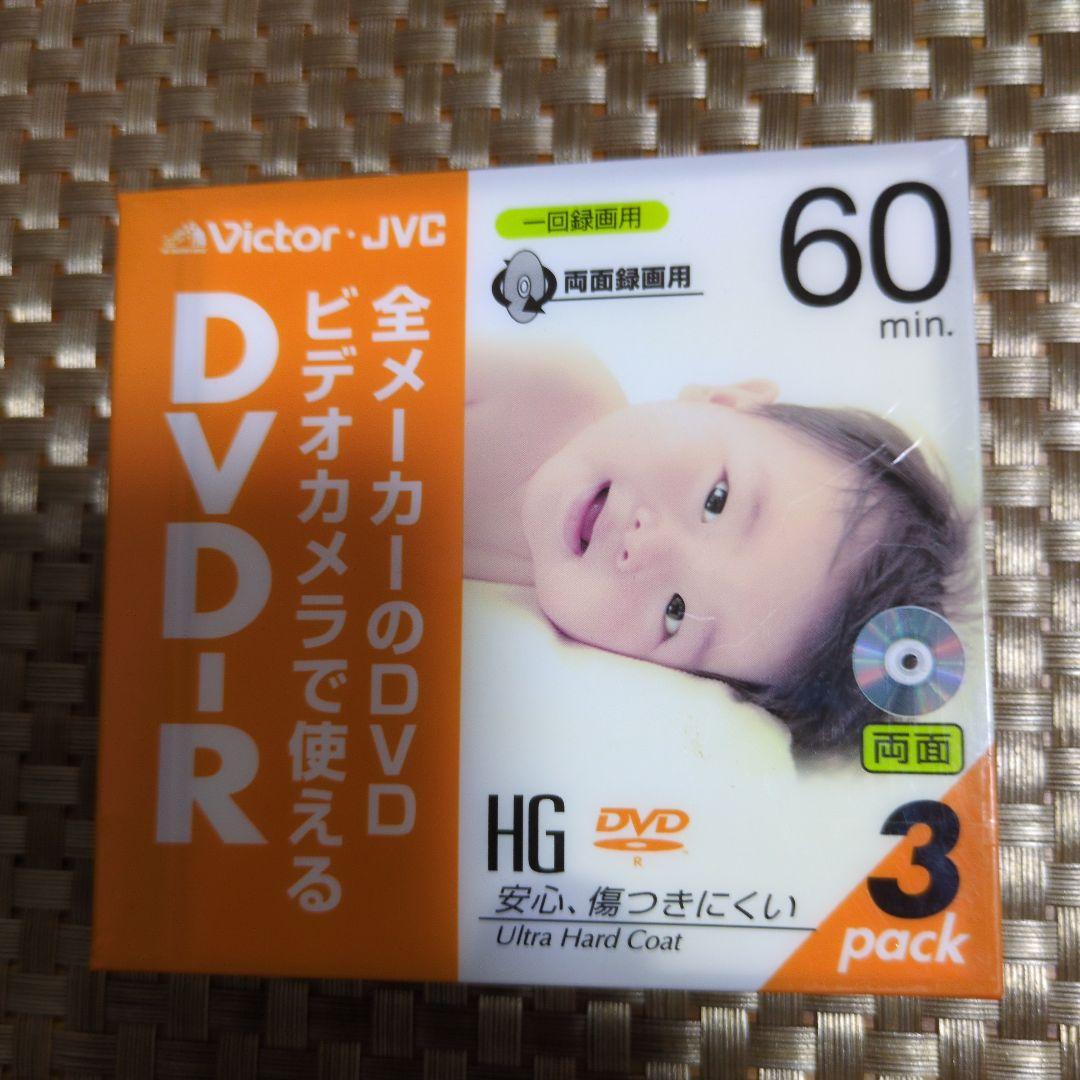 Victor・JVC
全メーカーのDVD
ビデオカメラで使える
DVD-R
一回録画用
両面録画用
60
min.
両面
HG
DVD
R
安心、傷つきにくい
Ultra Hard Coat
3
pack